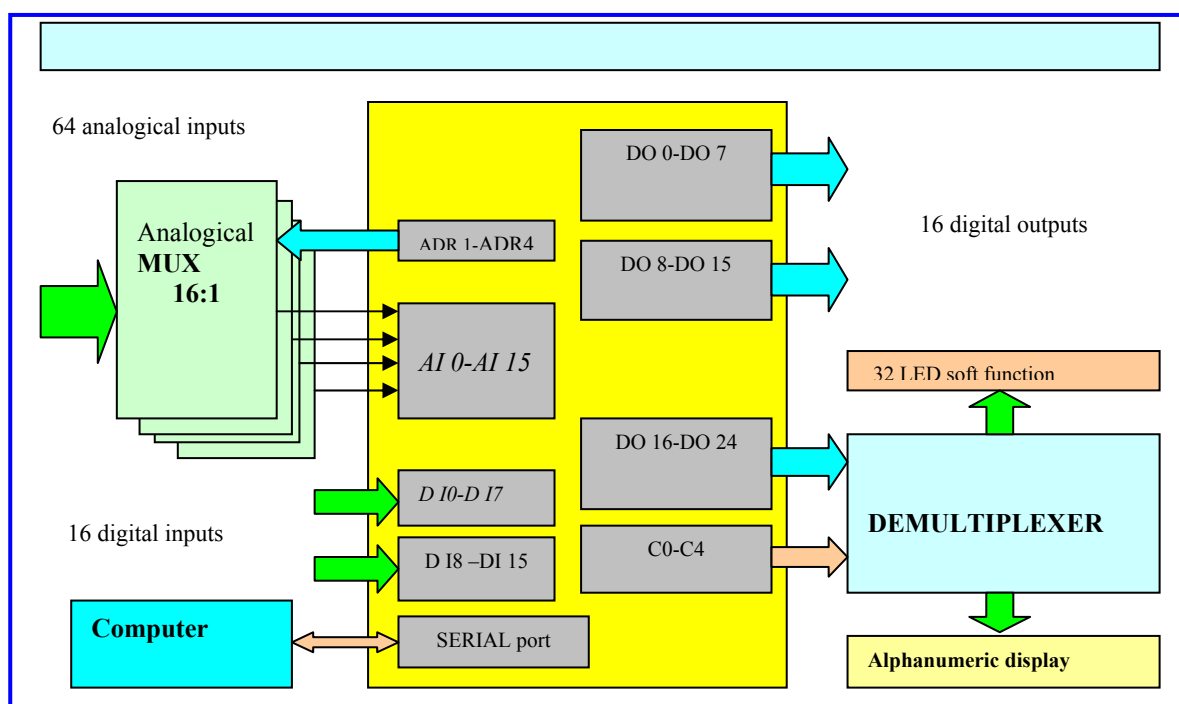 64 analogical inputs
Analogical
MUX
16:1
ADR 1-ADR4
AI 0-AI 15
16 digital inputs
D I0-D I7
D I8 –DI 15
Computer
SERIAL port
DO 0-DO 7
DO 8-DO 15
16 digital outputs
DO 16-DO 24
C0-C4
32 LED soft function
DEMULTIPLEXER
Alphanumeric display